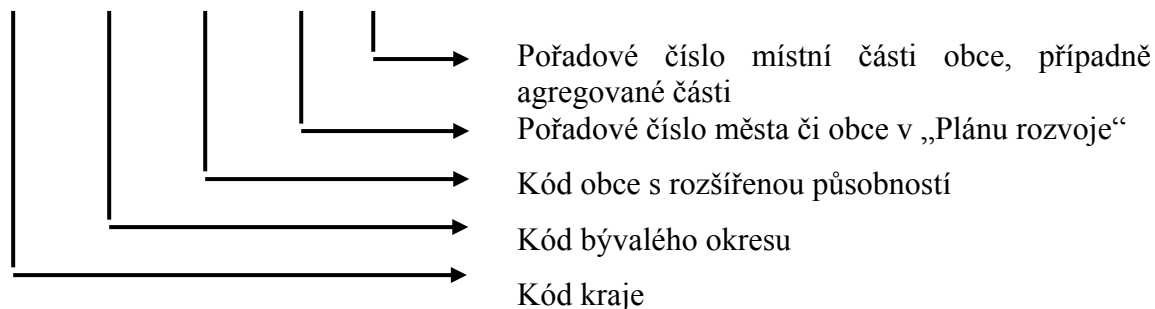 Pořadové číslo místní části obce, případně
agregované části
Pořadové číslo města či obce v „Plánu rozvoje“
Kód obce s rozšířenou působností
Kód bývalého okresu
Kód kraje